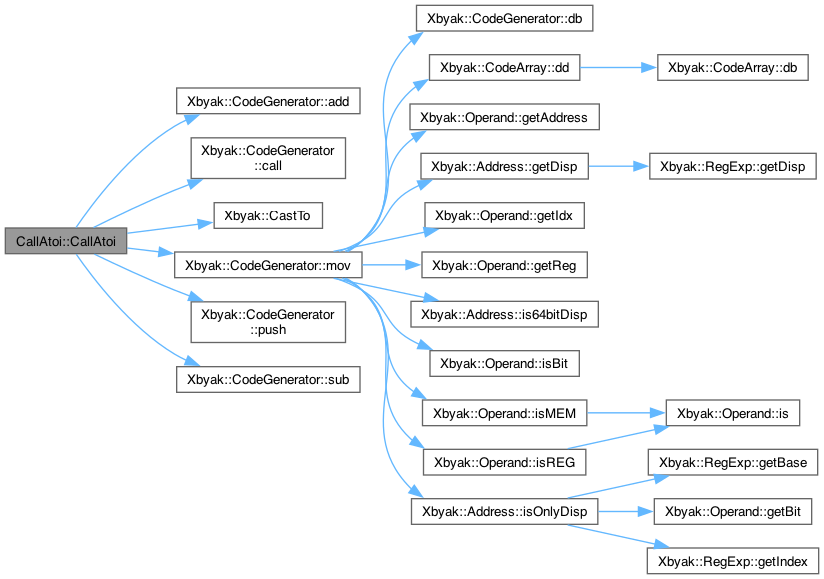 CallAtoi::CallAtoi
Xbyak::CodeGenerator::add
Xbyak::CodeGenerator
::call
Xbyak::CastTo
Xbyak::CodeGenerator::mov
Xbyak::CodeGenerator
::push
Xbyak::CodeGenerator::sub
Xbyak::CodeGenerator::db
Xbyak::CodeArray::dd
Xbyak::Operand::getAddress
Xbyak::Address::getDisp
Xbyak::Operand::getIdx
Xbyak::Operand::getReg
Xbyak::Address::is64bitDisp
Xbyak::Operand::isBit
Xbyak::Operand::isMEM
Xbyak::Operand::isREG
Xbyak::Address::isOnlyDisp
Xbyak::CodeArray::db
Xbyak::RegExp::getDisp
Xbyak::Operand::is
Xbyak::RegExp::getBase
Xbyak::Operand::getBit
Xbyak::RegExp::getIndex